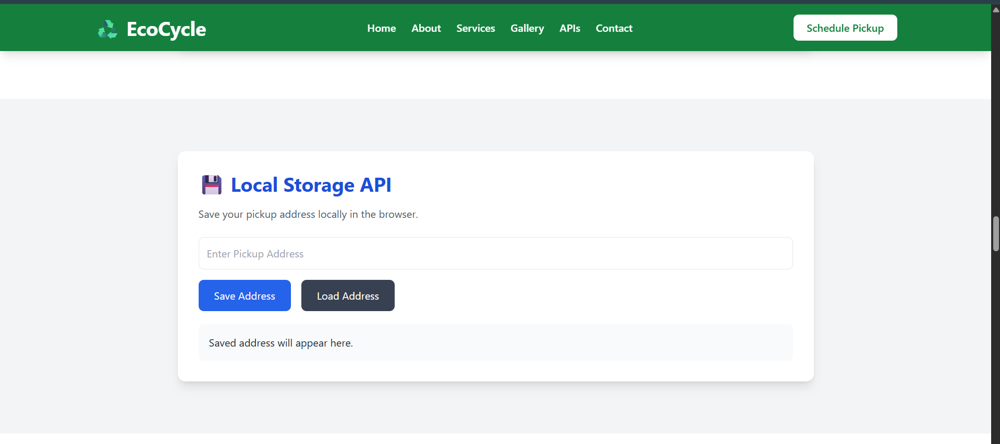 EcoCycle
Home About Services Gallery APIs Contact
Schedule Pickup
Local Storage API
Save your pickup address locally in the browser.
Enter Pickup Address
Save Address Load Address
Saved address will appear here.